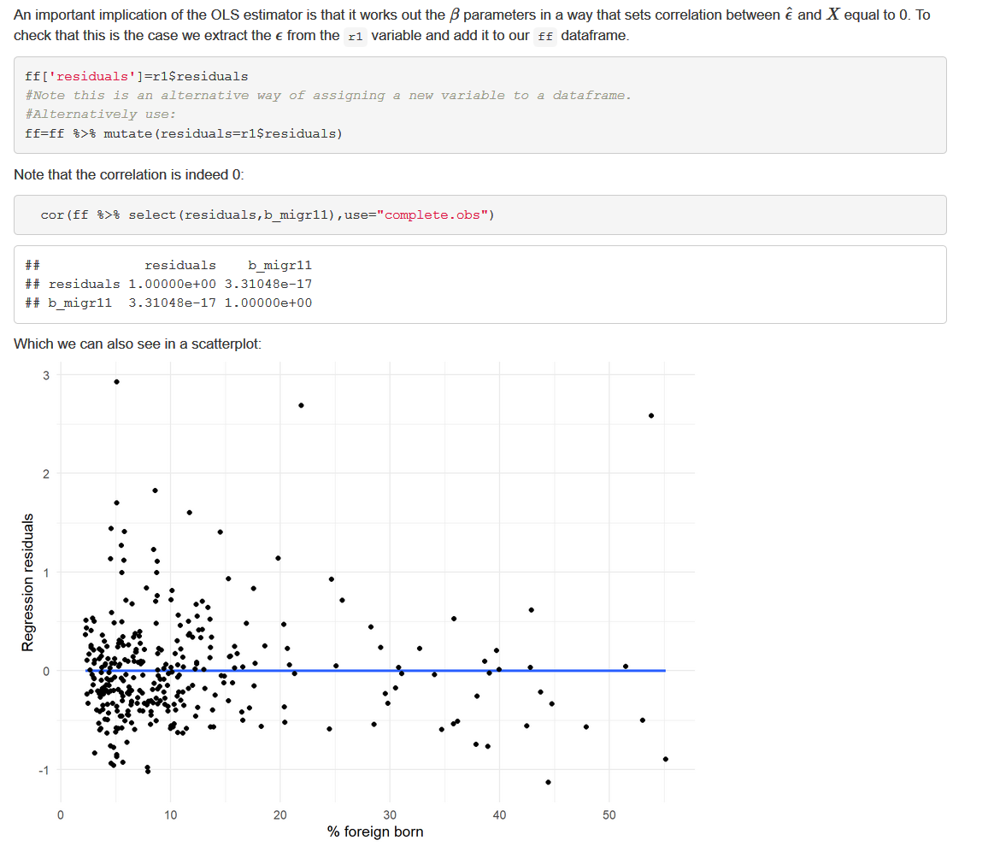 An important implication of the OLS estimator is that it works out the β parameters in a way that sets correlation between ϵ̂ and X equal to 0. To
check that this is the case we extract the ϵ from the r1 variable and add it to our ff dataframe.
ff['residuals']=r1$residuals
#Note this is an alternative way of assigning a new variable to a dataframe.
#Alternatively use:
ff=ff %>% mutate(residuals=r1$residuals)
Note that the correlation is indeed 0:
cor(ff %>% select(residuals,b_migr11),use="complete.obs")
## residuals b_migr11
## residuals 1.00000e+00 3.31048e-17
## b_migr11 3.31048e-17 1.00000e+00
Which we can also see in a scatterplot:
3
2
1
0
-1
Regression residuals
0 10 20 30 40 50
% foreign born